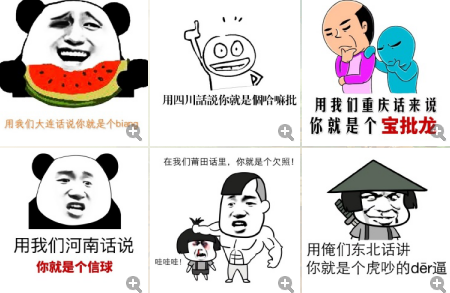 用我们大连话说你就是个biang
用四川話説你就是個哈嘛批
用我们重庆话来说
你就是个宝批龙
用我们河南话说
你就是个信球
在我们莆田话里，你就是个欠照！
哇哇哇！
用俺们东北话讲
你就是个虎吵的dēr逼